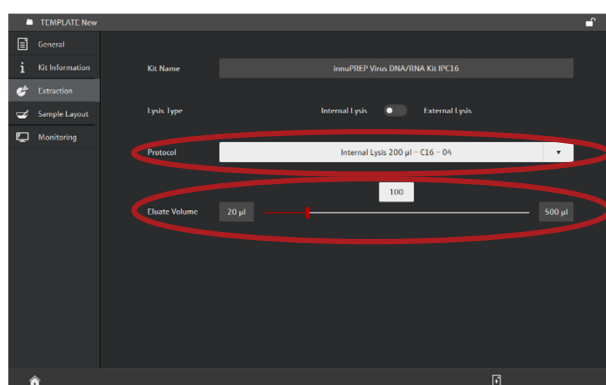 TEMPLATE New
General
Kit Information
Extraction
Sample Layout
Monitoring
Kit Name innuPREP Virus DNA/RNA Kit IPC16
Lysis Type Internal Lysis External Lysis
Protocol Internal Lysis 200 µl - C16 - 04
100
Eluate Volume 20 µl 500 µl